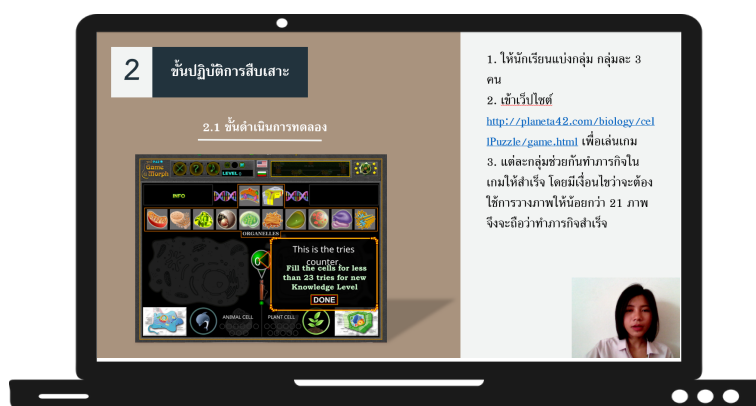 2
ขั้นปฏิบัติการสืบเสาะ
2.1 ขั้นดำเนินการทดลอง
Game
Morph
LEVEL
INFO
ORGANELLES
0
This is the tries
counter.
Fill the cells for less
than 23 tries for new
Knowledge Level
DONE
ANIMAL CELL
PLANT CELL
1. ให้นักเรียนแบ่งกลุ่ม กลุ่มละ 3
คน
2. เข้าเว็ปไซต์
http://planeta42.com/biology/cel
lPuzzle/game.html เพื่อเล่นเกม
3. แต่ละกลุ่มช่วยกันทำภารกิจใน
เกมให้สำเร็จ โดยมีเงื่อนไขว่าจะต้อง
ใช้การวางภาพให้น้อยกว่า 21 ภาพ
จึงจะถือว่าทำภารกิจสำเร็จ